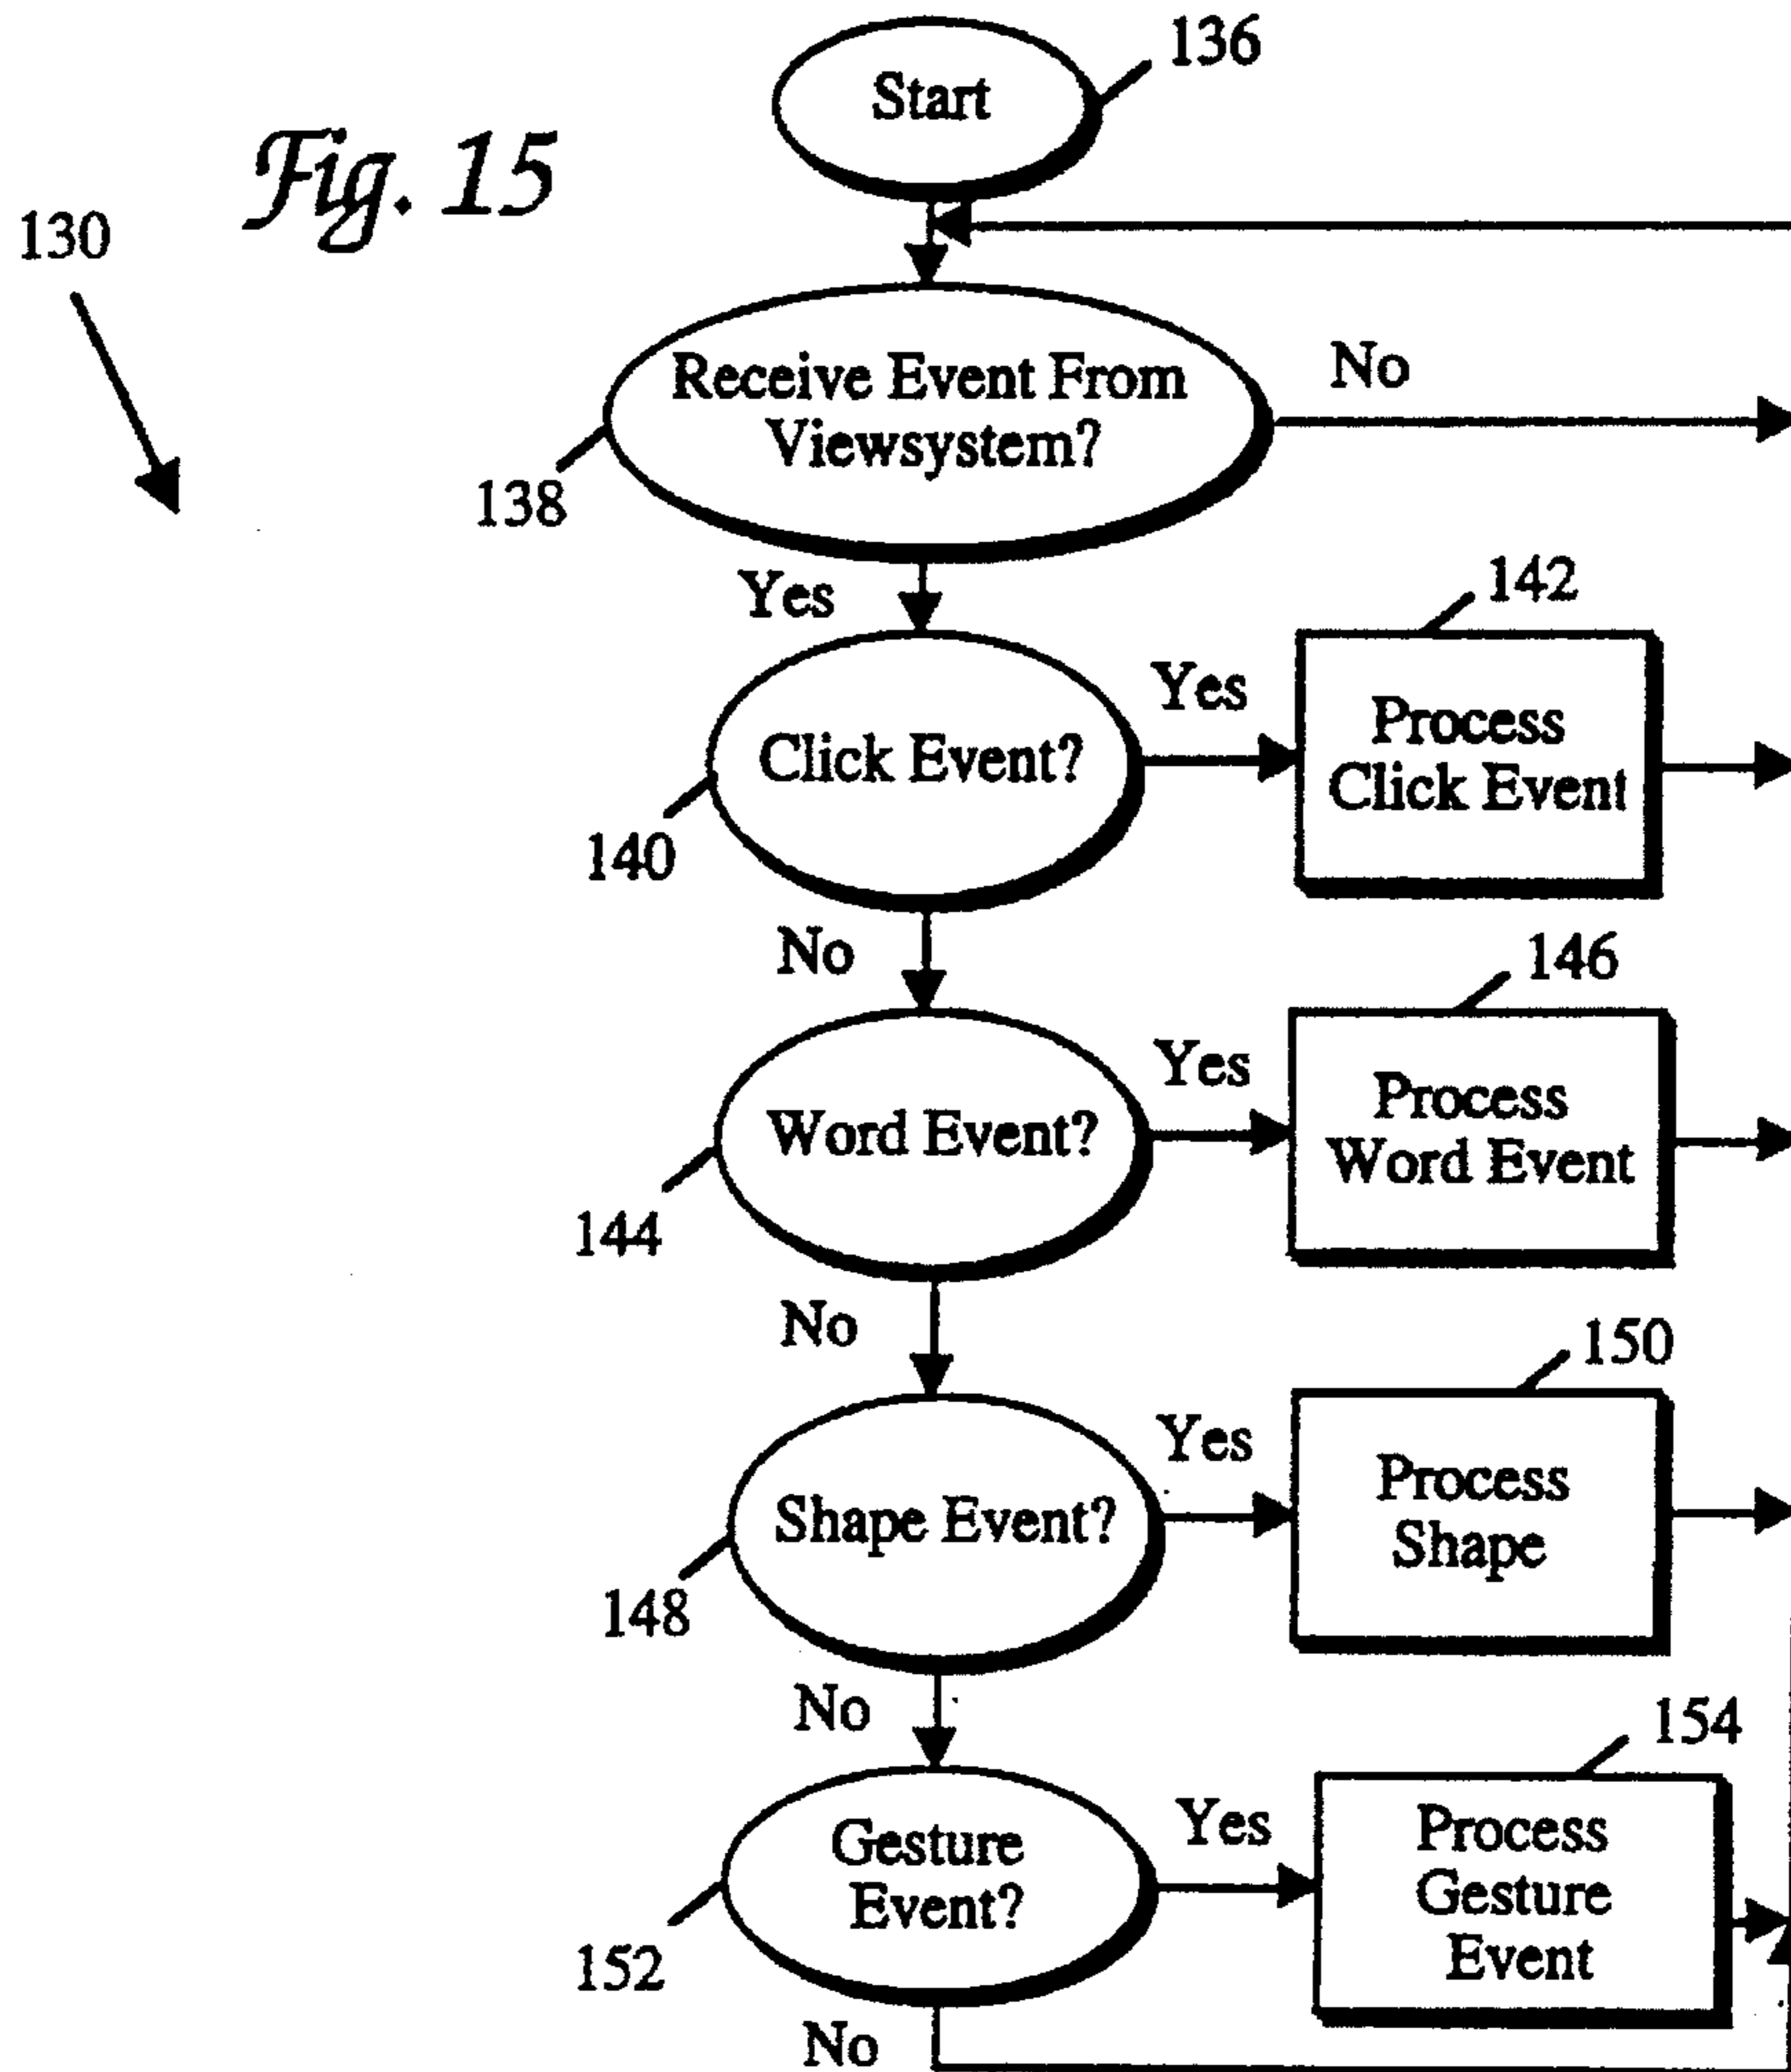 136
Start
Fig. 15
130
Receive Event From
Viewsystem?
No
138
Yes
142
Click Event?
Yes
Process
Click Event
140
No
146
Word Event?
Yes
Process
Word Event
144
No
150
Shape Event?
Yes
Process
Shape
148
No
154
Gesture
Event?
Yes
Process
Gesture
Event
152
No